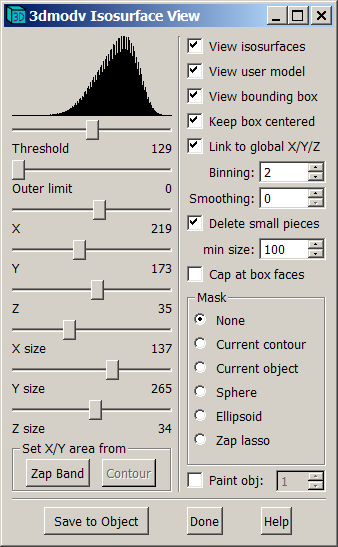 3dmodv Isosurface View
Threshold 129
Outer limit 0
X 219
Y 173
Z 35
X size 137
Y size 265
Z size 34
Set X/Y area from
Zap Band Contour
View isosurfaces
View user model
View bounding box
Keep box centered
Link to global X/Y/Z
Binning: 2
Smoothing: 0
Delete small pieces
min size: 100
Cap at box faces
Mask
None
Current contour
Current object
Sphere
Ellipsoid
Zap lasso
Paint obj: 1
Save to Object Done Help